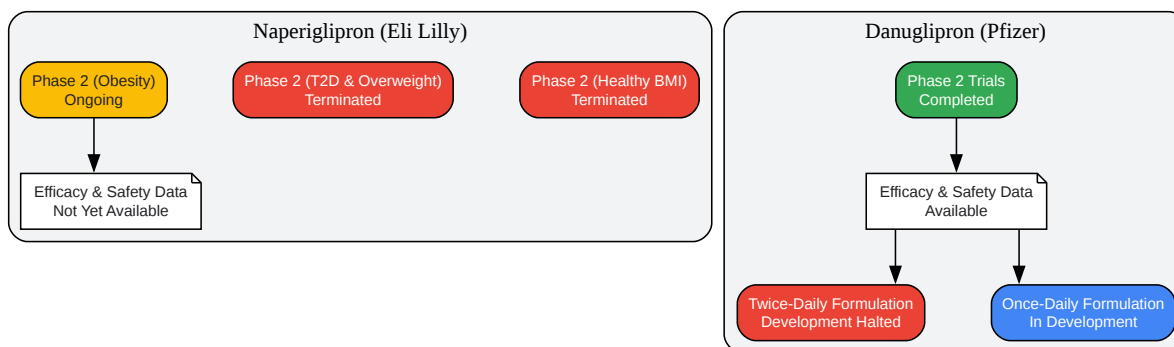 Naperiglipron (Eli Lilly)
Phase 2 (Obesity)
Ongoing
Phase 2 (T2D & Overweight)
Terminated
Phase 2 (Healthy BMI)
Terminated
Efficacy & Safety Data
Not Yet Available
Danuglipron (Pfizer)
Phase 2 Trials
Completed
Efficacy & Safety Data
Available
Twice-Daily Formulation
Development Halted
Once-Daily Formulation
In Development